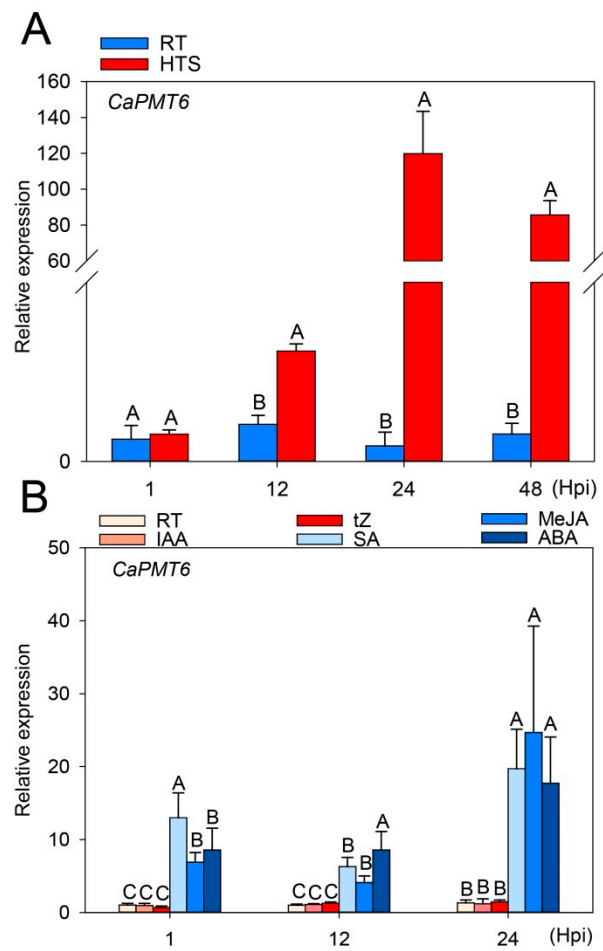 A
RT
HTS
160
CaPMT6
140
120
100
80
60
0
Relative expression
A A B A B A B A
1 12 24 48 (Hpi)
B
RT tZ MeJA
IAA SA ABA
50
CaPMT6
40
30
20
10
0
Relative expression
C C C A B B C C C B B A B B B A A A
1 12 24 (Hpi)